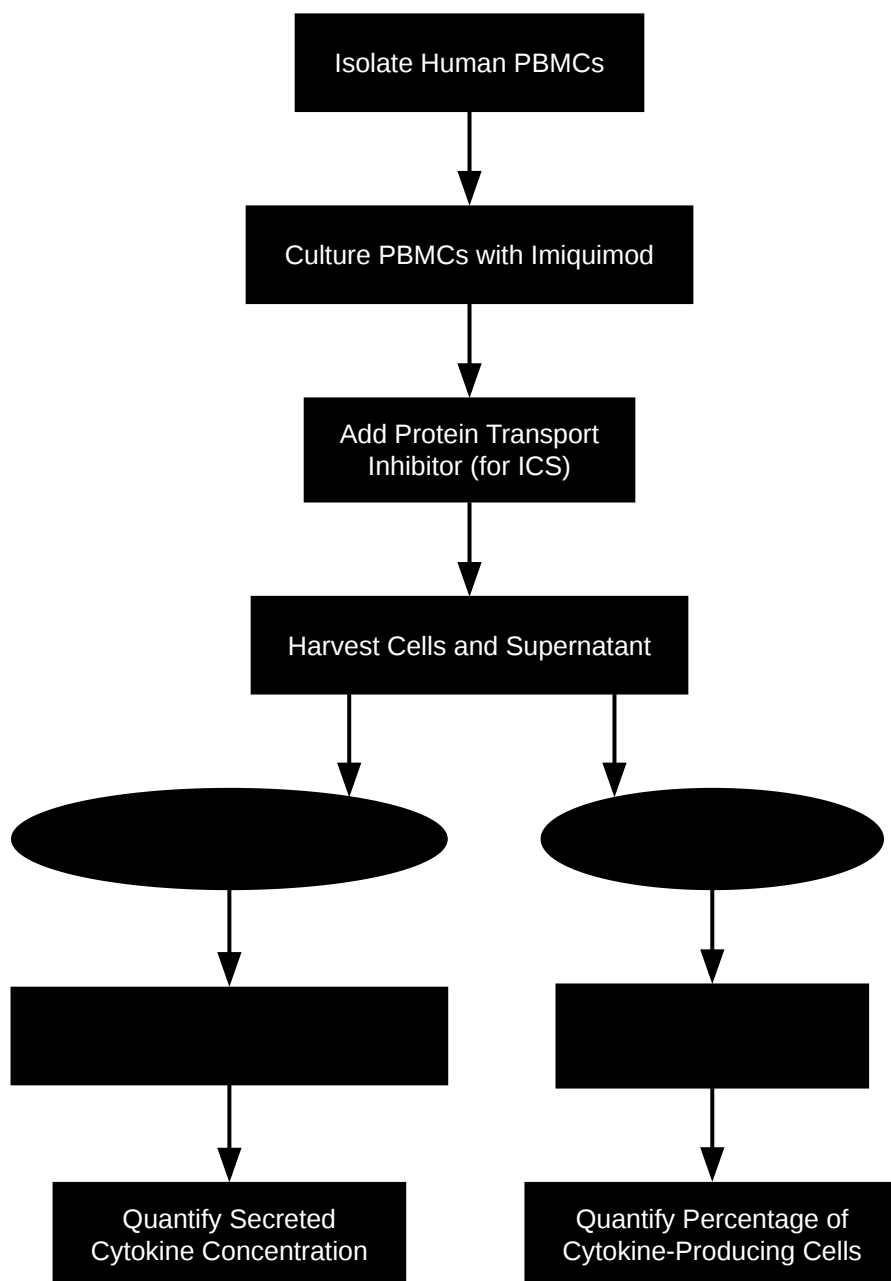 Isolate Human PBMCs
Culture PBMCs with Imiquimod
Add Protein Transport
Inhibitor (for ICS)
Harvest Cells and Supernatant
Quantify Secreted
Cytokine Concentration
Quantify Percentage of
Cytokine-Producing Cells